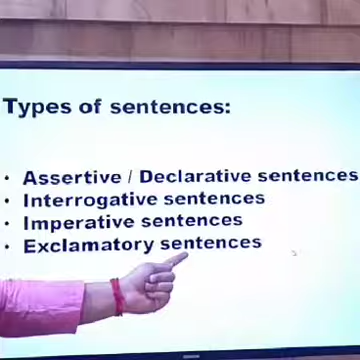 Types of sentences:
• Assertive / Declarative sentences
• Interrogative sentences
• Imperative sentences
• Exclamatory sentences